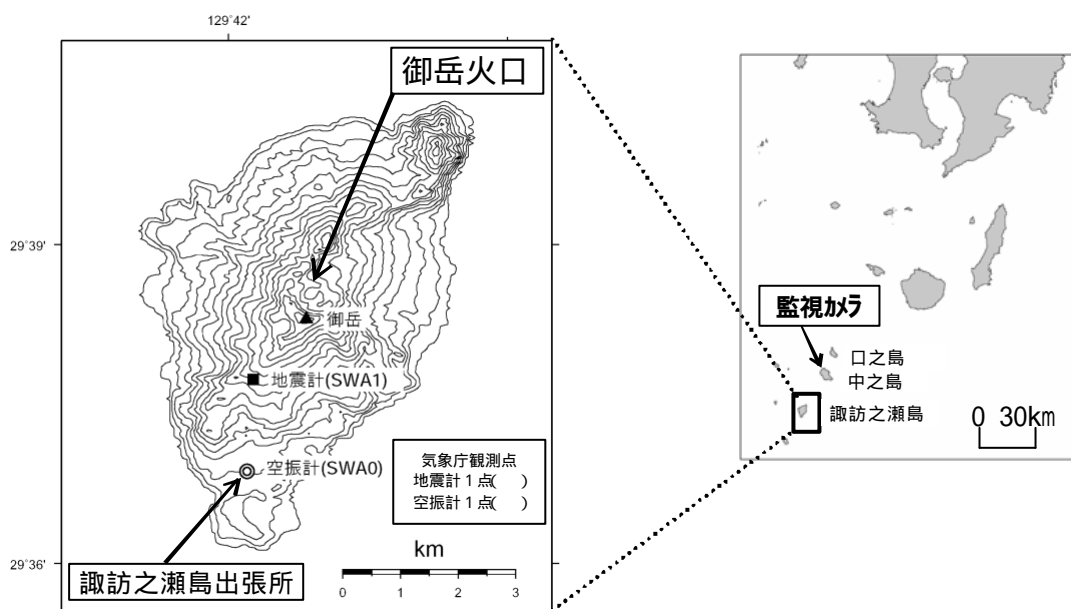 129°42'
御岳火口
29°39'
御岳
地震計(SWA1)
空振計(SWA0)
気象庁観測点
地震計1点( )
空振計1点( )
km
0 1 2 3
29°36'
諏訪之瀬島出張所
監視カメラ
口之島
中之島
諏訪之瀬島
0 30km